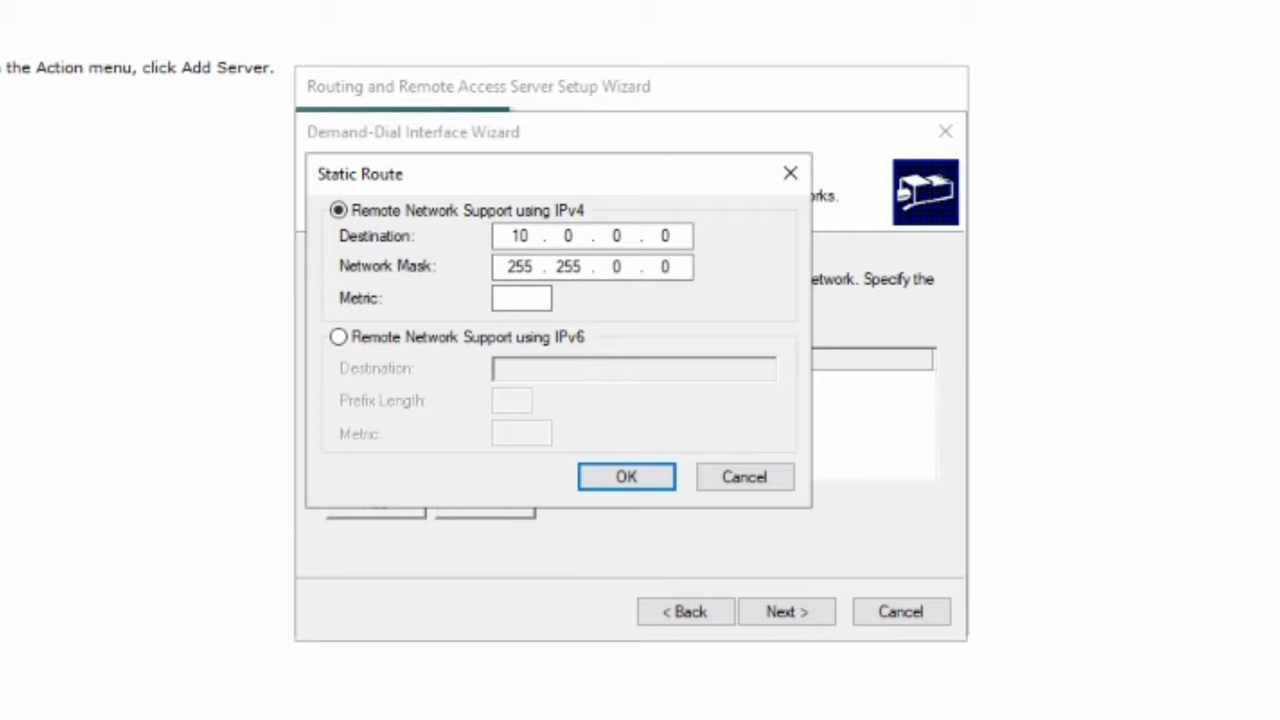 the Action menu, click Add Server.
Routing and Remote Access Server Setup Wizard
Demand-Dial Interface Wizard
Static Route
rks.
Remote Network Support using IPv4
Destination: 10 . 0 . 0 . 0
Network Mask: 255 . 255 . 0 . 0
etwork. Specify the
Metric:
Remote Network Support using IPv6
Destination:
Prefix Length:
Metric:
OK Cancel
< Back Next > Cancel